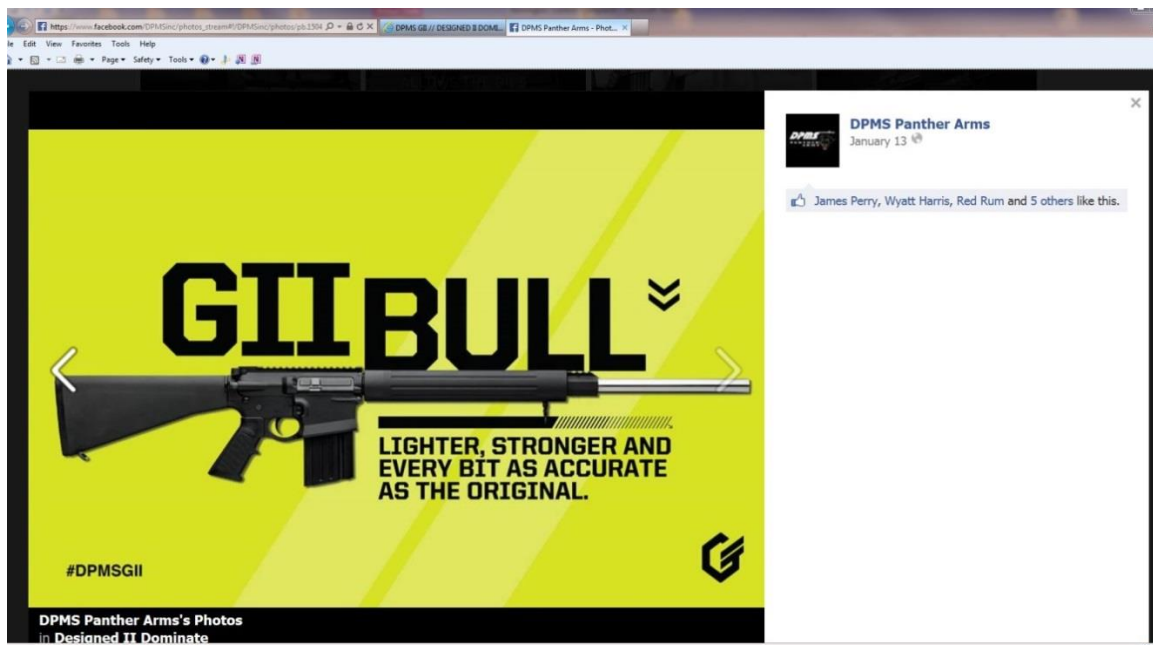 https://www.facebook.com/DPMSinc/photos_stream#!/DPMSinc/photos/pb.1504
DPMS GII // DESIGNED II DOMI...
DPMS Panther Arms - Phot...
Edit View Favorites Tools Help
Page Safety Tools
DPMS Panther Arms
January 13
James Perry, Wyatt Harris, Red Rum and 5 others like this.
GII BULL
LIGHTER, STRONGER AND
EVERY BIT AS ACCURATE
AS THE ORIGINAL.
#DPMSGII
DPMS Panther Arms's Photos
in Designed II Dominate